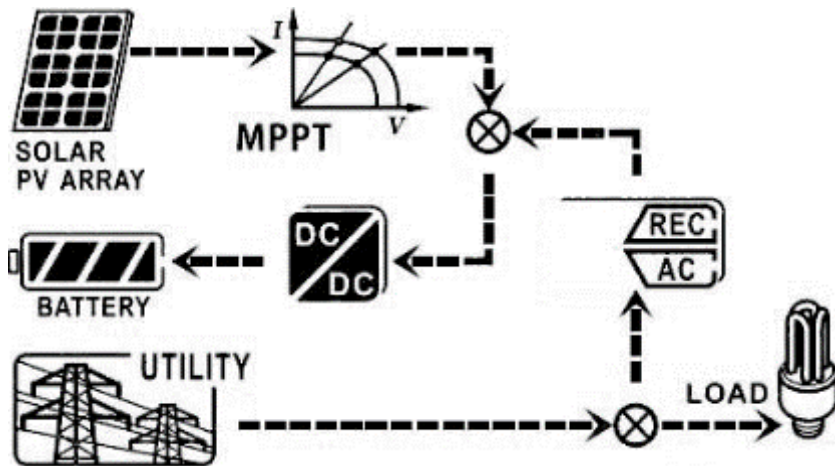 I
V
MPPT
SOLAR
PV ARRAY
DC
DC
REC
AC
BATTERY
UTILITY
LOAD